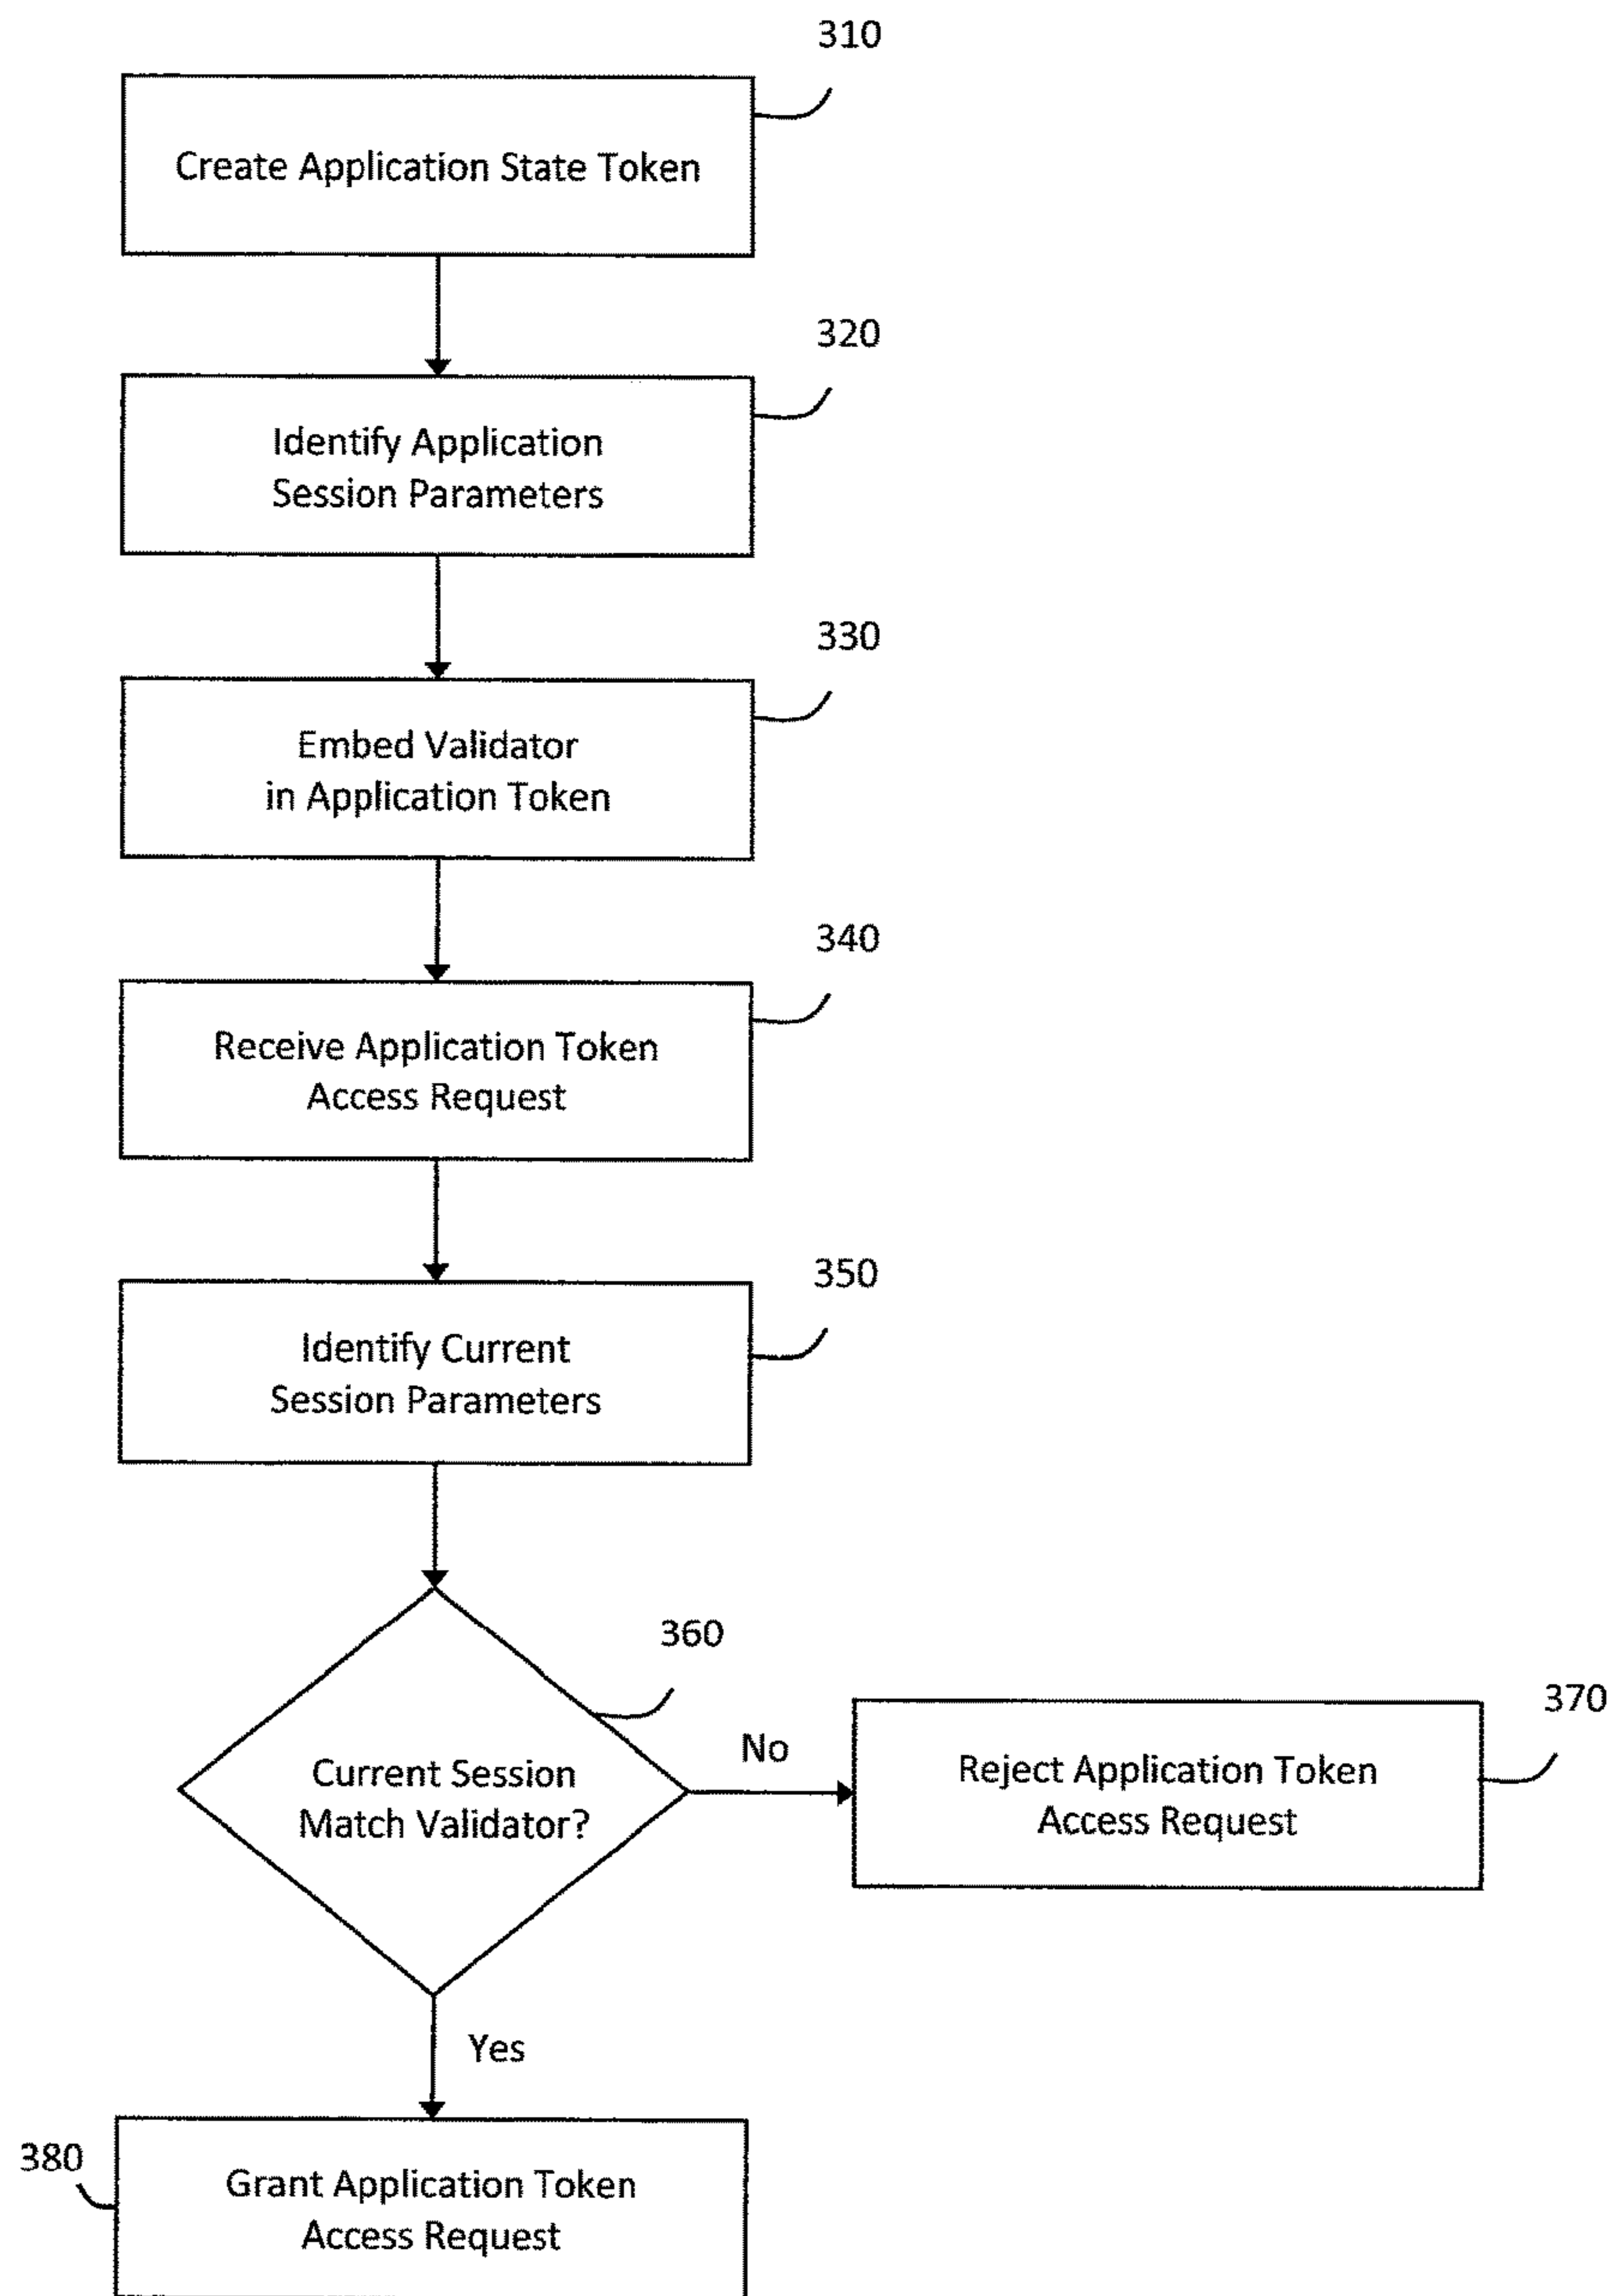 310
Create Application State Token
320
Identify Application
Session Parameters
330
Embed Validator
in Application Token
340
Receive Application Token
Access Request
350
Identify Current
Session Parameters
360
Current Session
Match Validator?
No
370
Reject Application Token
Access Request
Yes
380
Grant Application Token
Access Request